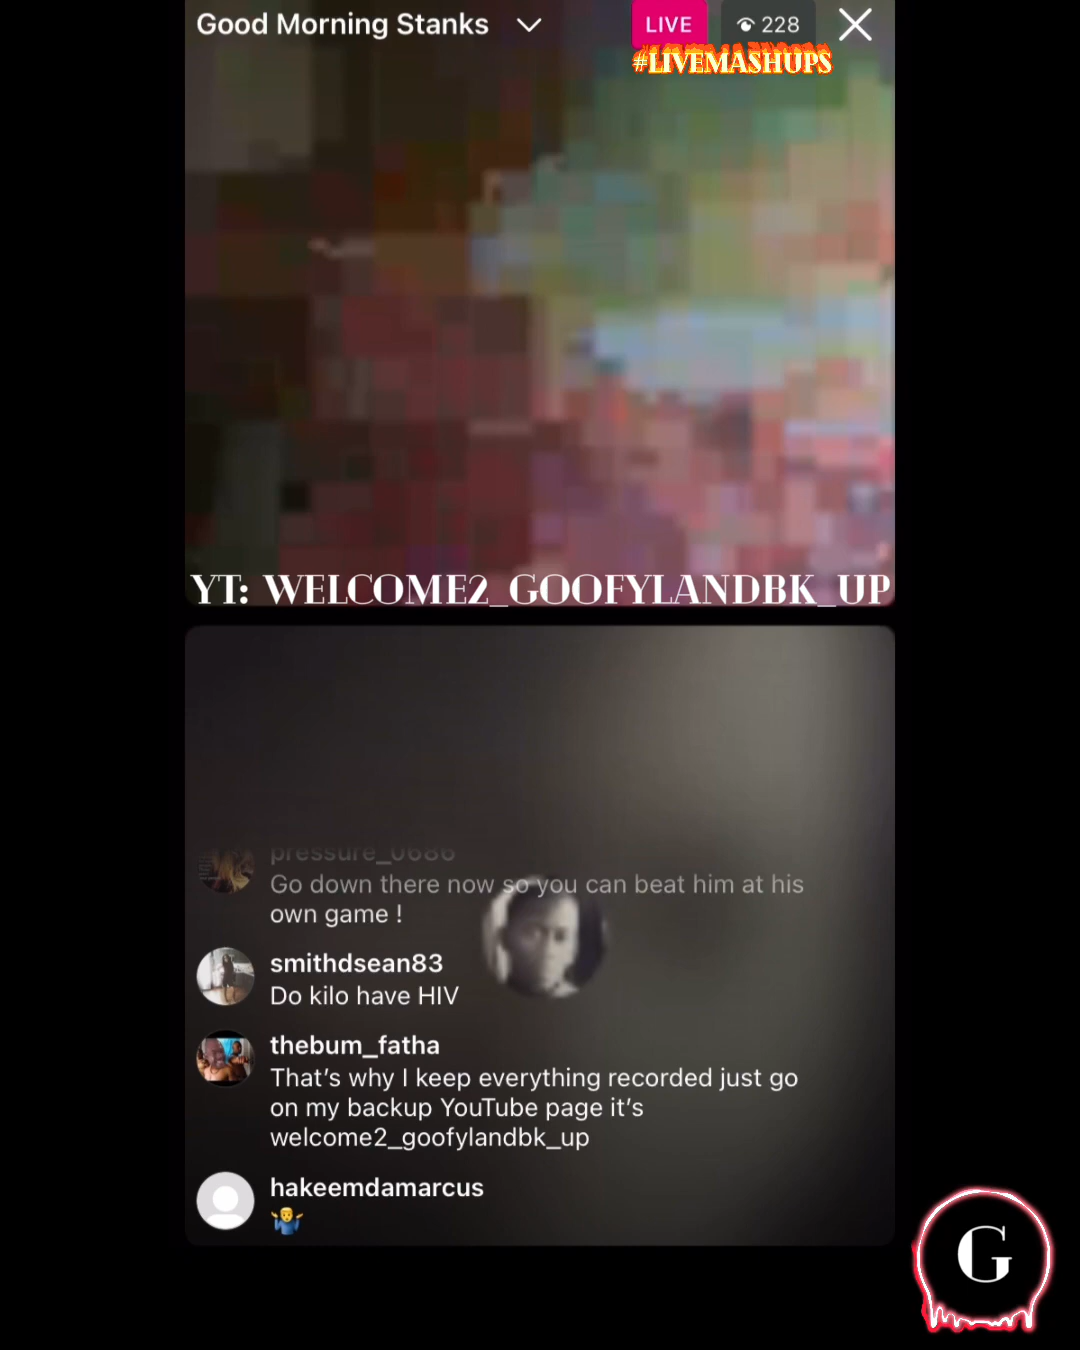 Good Morning Stanks
LIVE
228
#LIVEMASHUPS
YT: WELCOME2_GOOFYLANDBK_UP
pressure_0686
Go down there now so you can beat him at his
own game !
smithdsean83
Do kilo have HIV
thebum_fatha
That's why I keep everything recorded just go
on my backup YouTube page it's
welcome2_goofylandbk_up
hakeemdamarcus
🤷‍♂️
G